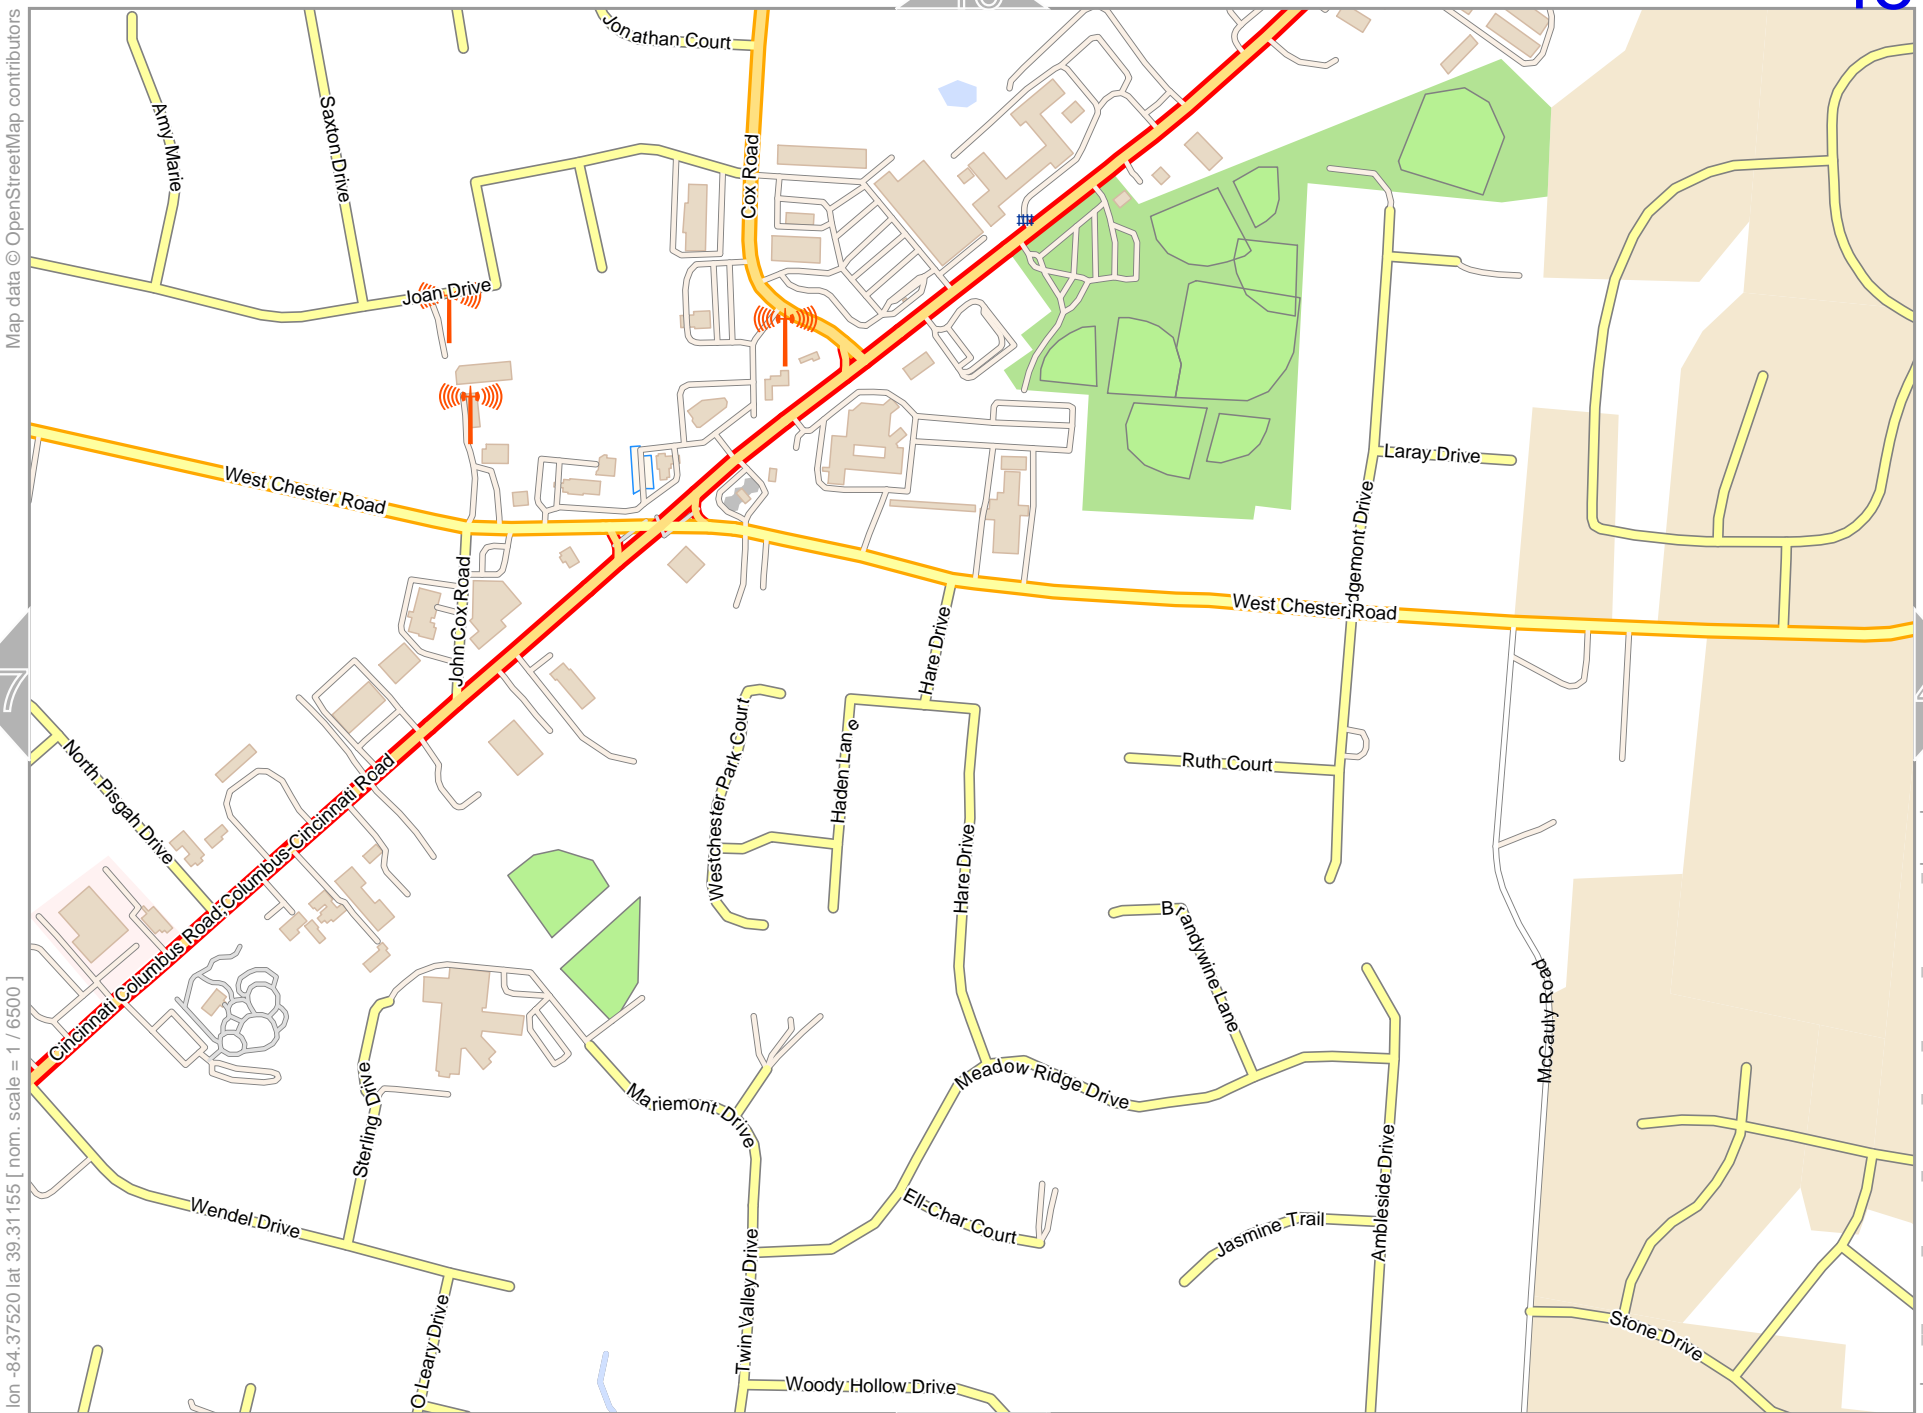 Map data © OpenStreetMap contributors
lon -84.37520 lat 39.31155 [ nom. scale = 1 / 6500 ]
Jonathan Court
Amy Marie
Saxton Drive
Cox Road
Joan Drive
West Chester Road
Laray Drive
dgemont Drive
West Chester Road
John Cox Road
Hare Drive
7
North Pisgah Drive
Westchester Park Court
Haden Lane
Ruth Court
Cincinnati Columbus Road;Columbus-Cincinnati Road
Hare Drive
Brandywine Lane
McCauly Road
Meadow Ridge Drive
Mariemont Drive
Sterling Drive
Wendel Drive
Ell-Char Court
Jasmine Trail
Ambleside Drive
Twin Valley Drive
O Leary Drive
Stone Drive
Woody Hollow Drive